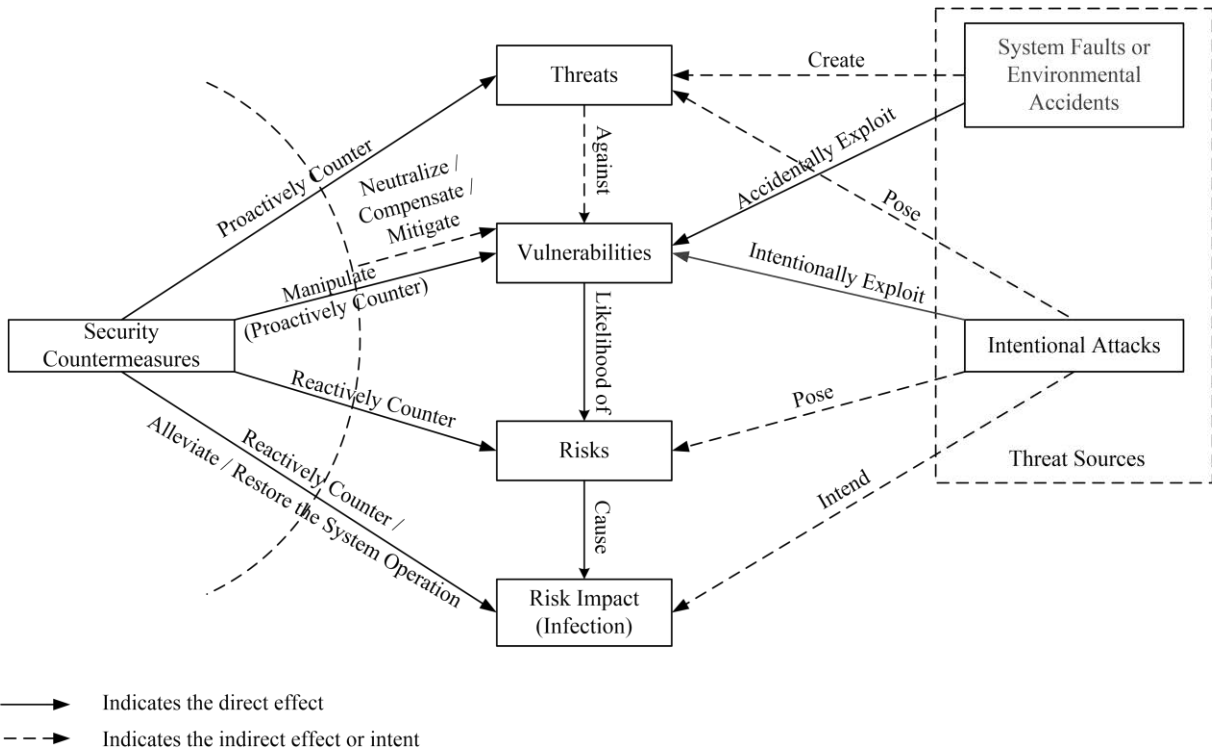 Threats
Create
System Faults or
Environmental
Accidents
Proactively Counter
Against
Accidentally Exploit
Neutralize /
Compensate /
Mitigate
Pose
Vulnerabilities
Intentionally Exploit
Manipulate
(Proactively Counter)
Security
Countermeasures
Likelihood of
Intentional Attacks
Reactively Counter
Pose
Reactively Counter /
Alleviate / Restore the System Operation
Risks
Threat Sources
Intend
Cause
Risk Impact
(Infection)
Indicates the direct effect
Indicates the indirect effect or intent